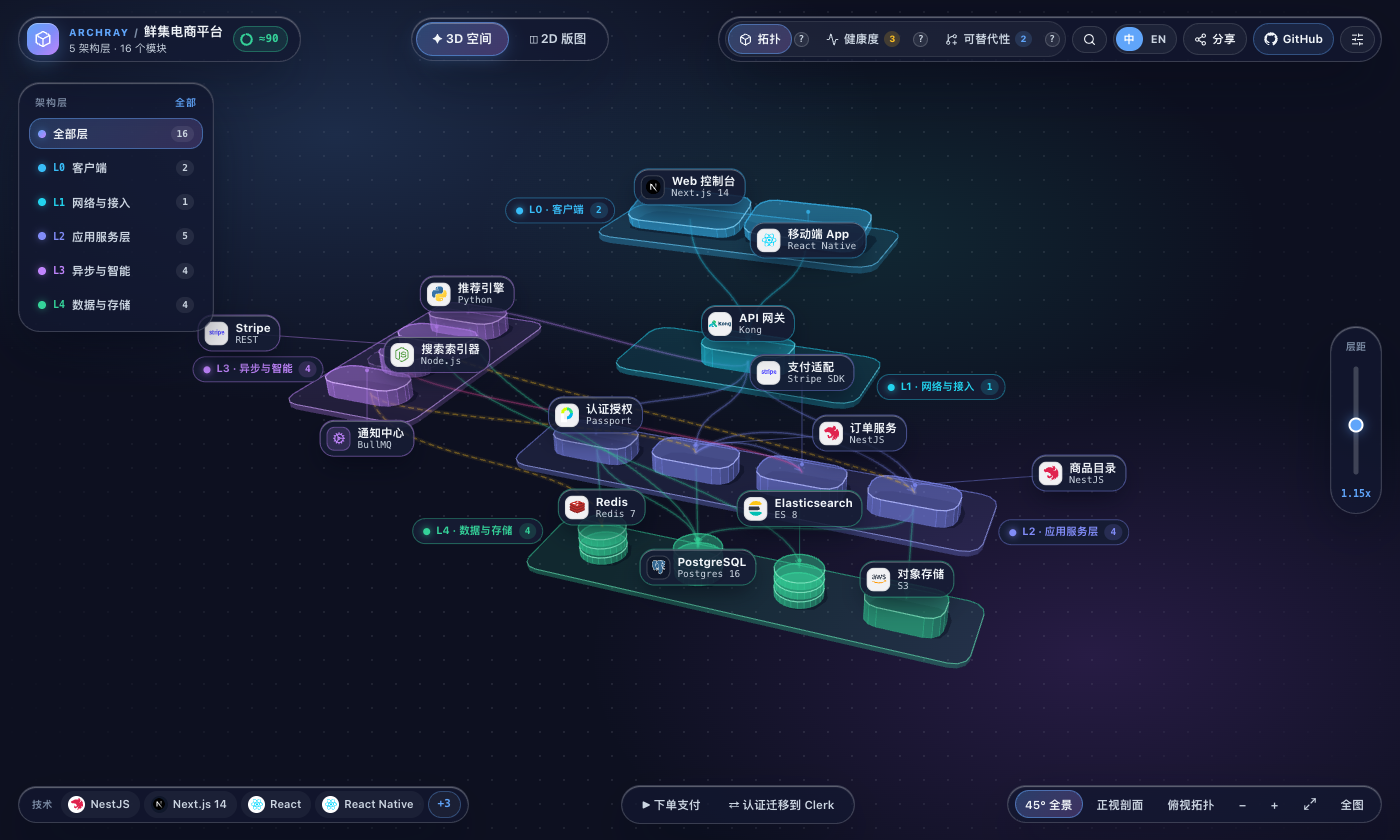 ARCHRAY / 鲜集电商平台
5 架构层 · 16 个模块
≈90
✦ 3D 空间
◫ 2D 版图
拓扑 ?
健康度 3 ?
可替代性 2 ?
中 EN
分享
GitHub
架构层 全部
全部层 16
L0 客户端 2
L1 网络与接入 1
L2 应用服务层 5
L3 异步与智能 4
L4 数据与存储 4
Web 控制台
Next.js 14
L0 · 客户端 2
移动端 App
React Native
推荐引擎
Python
Stripe
REST
stripe
搜索索引器
Node.js
L3 · 异步与智能 4
通知中心
BullMQ
API 网关
Kong
Kong
支付适配
Stripe SDK
stripe
L1 · 网络与接入 1
认证授权
Passport
订单服务
NestJS
商品目录
NestJS
Redis
Redis 7
Elasticsearch
ES 8
L4 · 数据与存储 4
L2 · 应用服务层 4
PostgreSQL
Postgres 16
aws
对象存储
S3
层距
1.15x
技术 NestJS Next.js 14 React React Native +3
▶ 下单支付 ⇄ 认证迁移到 Clerk
45° 全景 正视剖面 俯视拓扑 − + 全图